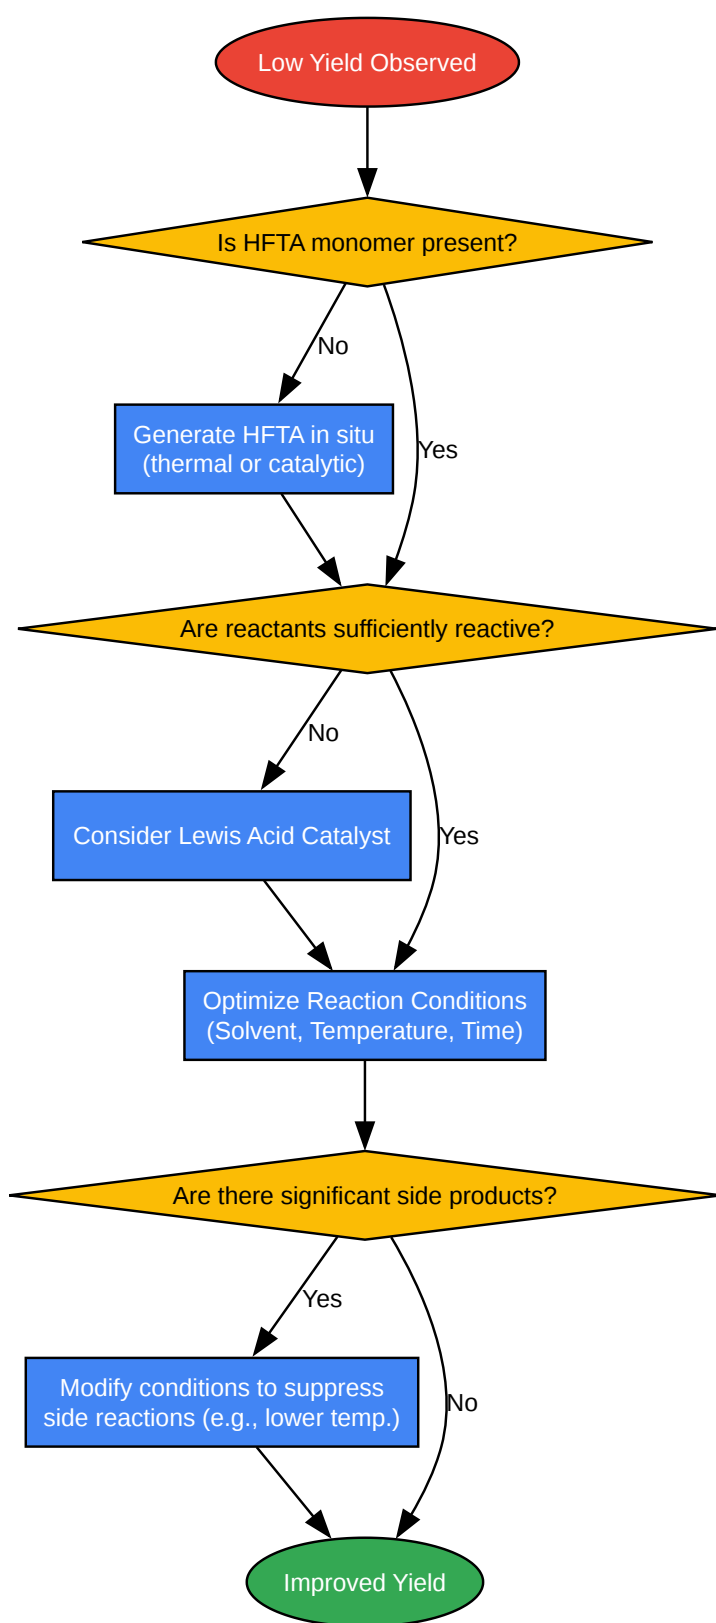 Low Yield Observed
Is HFTA monomer present?
No
Generate HFTA in situ
(thermal or catalytic)
Yes
Are reactants sufficiently reactive?
No
Consider Lewis Acid Catalyst
Yes
Optimize Reaction Conditions
(Solvent, Temperature, Time)
Are there significant side products?
Yes
Modify conditions to suppress
side reactions (e.g., lower temp.)
No
Improved Yield